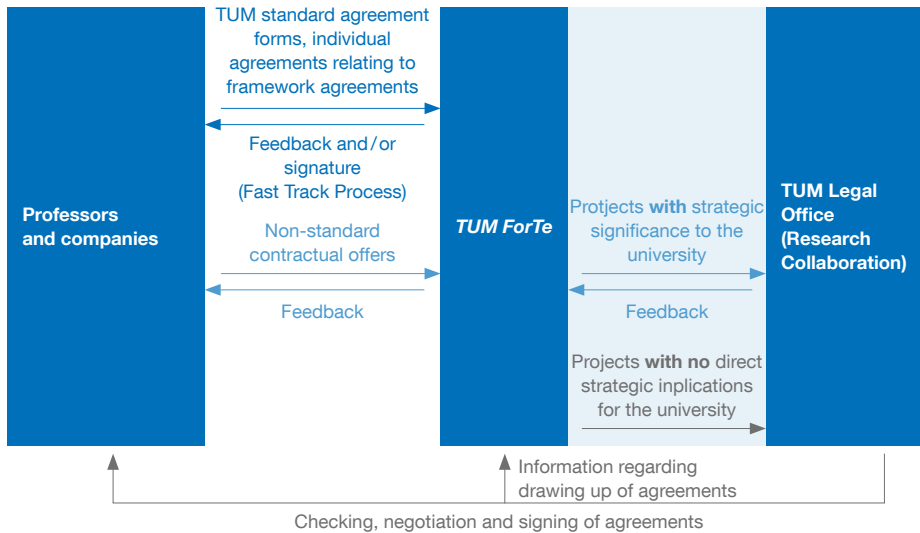 TUM standard agreement
forms, individual
agreements relating to
framework agreements
Feedback and/or
signature
(Fast Track Process)
Professors
and companies
Non-standard
contractual offers
Feedback
TUM ForTe
Protjects with strategic
significance to the
university
Feedback
Projects with no direct
strategic inplications
for the university
TUM Legal
Office
(Research
Collaboration)
Information regarding
drawing up of agreements
Checking, negotiation and signing of agreements